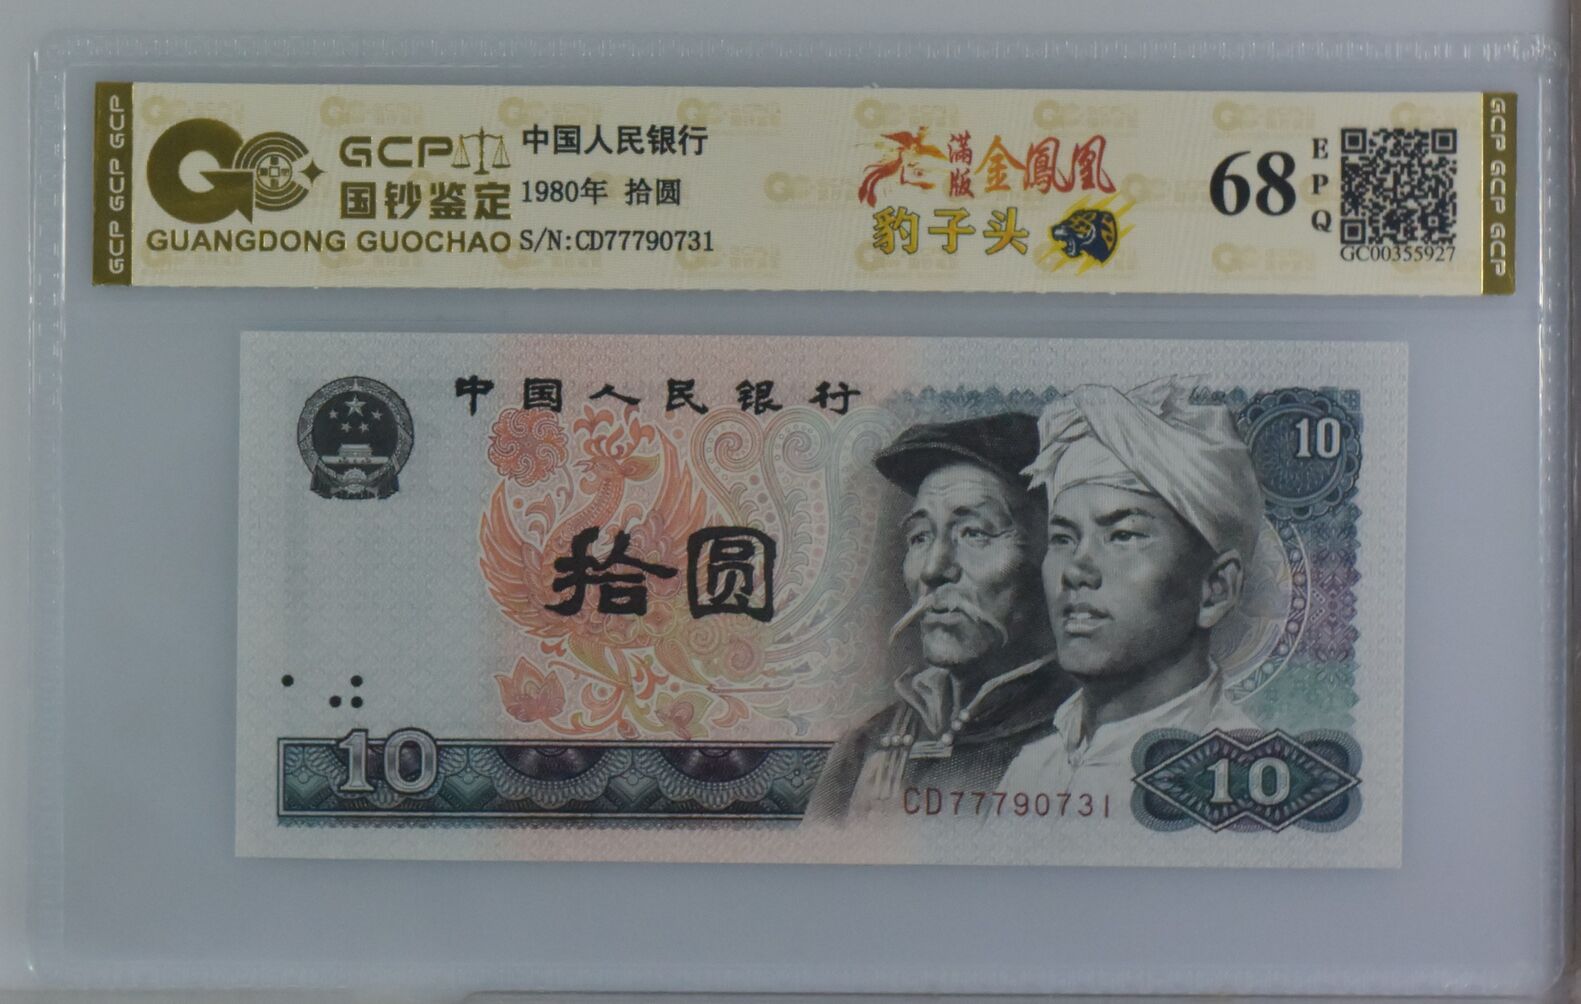 GCP GCP GCP
GCP
国钞鉴定
GUANGDONG GUOCHAO
中国人民银行
1980年 拾圆
S/N:CD77790731
满版
金鳳凰
豹子头
68
EPQ
GC00355927
GCP GCP GCP
中国人民银行
10
拾圆
10
CD77790731
10